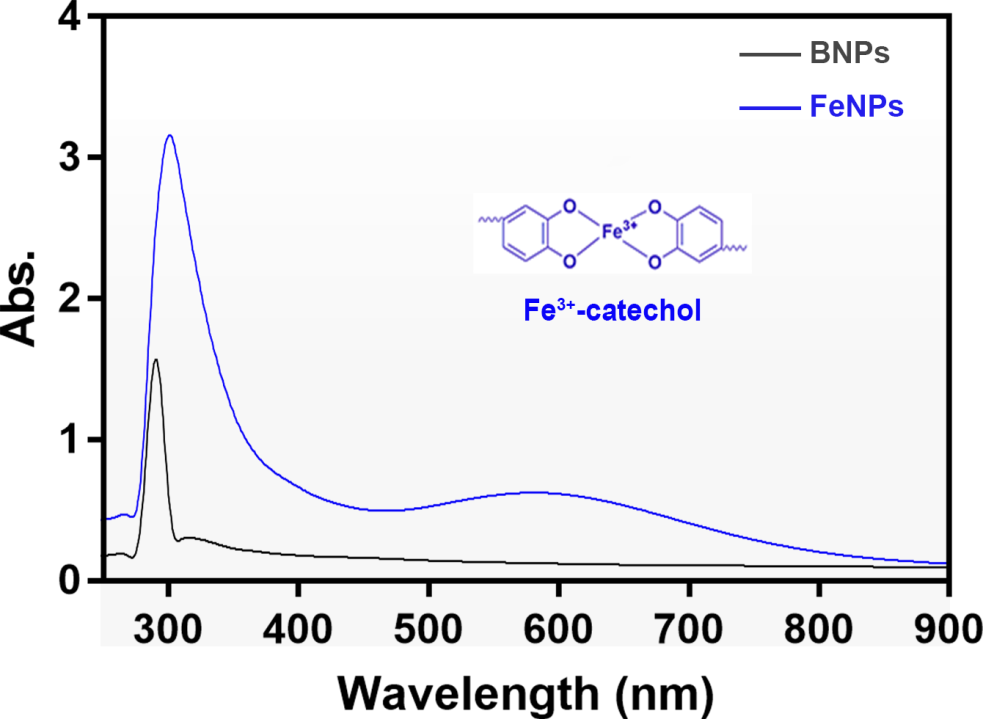 4
3
2
1
0
Abs.
BNPs
FeNPs
O O
Fe³⁺
O O
Fe³⁺-catechol
300 400 500 600 700 800 900
Wavelength (nm)